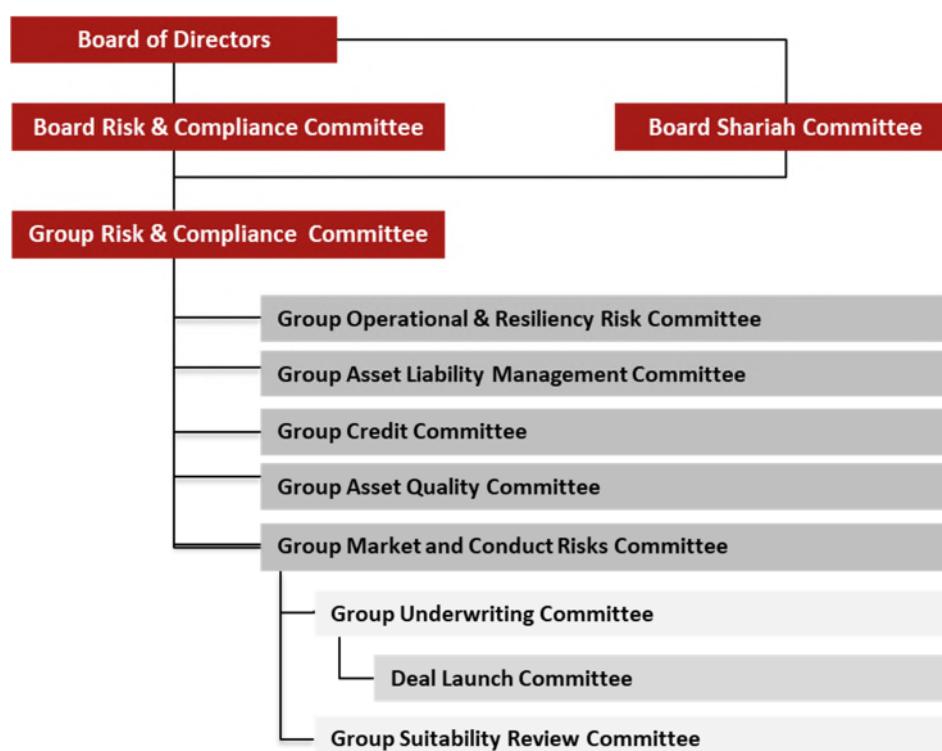 Board of Directors
Board Risk & Compliance Committee
Board Shariah Committee
Group Risk & Compliance Committee
Group Operational & Resiliency Risk Committee
Group Asset Liability Management Committee
Group Credit Committee
Group Asset Quality Committee
Group Market and Conduct Risks Committee
Group Underwriting Committee
Deal Launch Committee
Group Suitability Review Committee